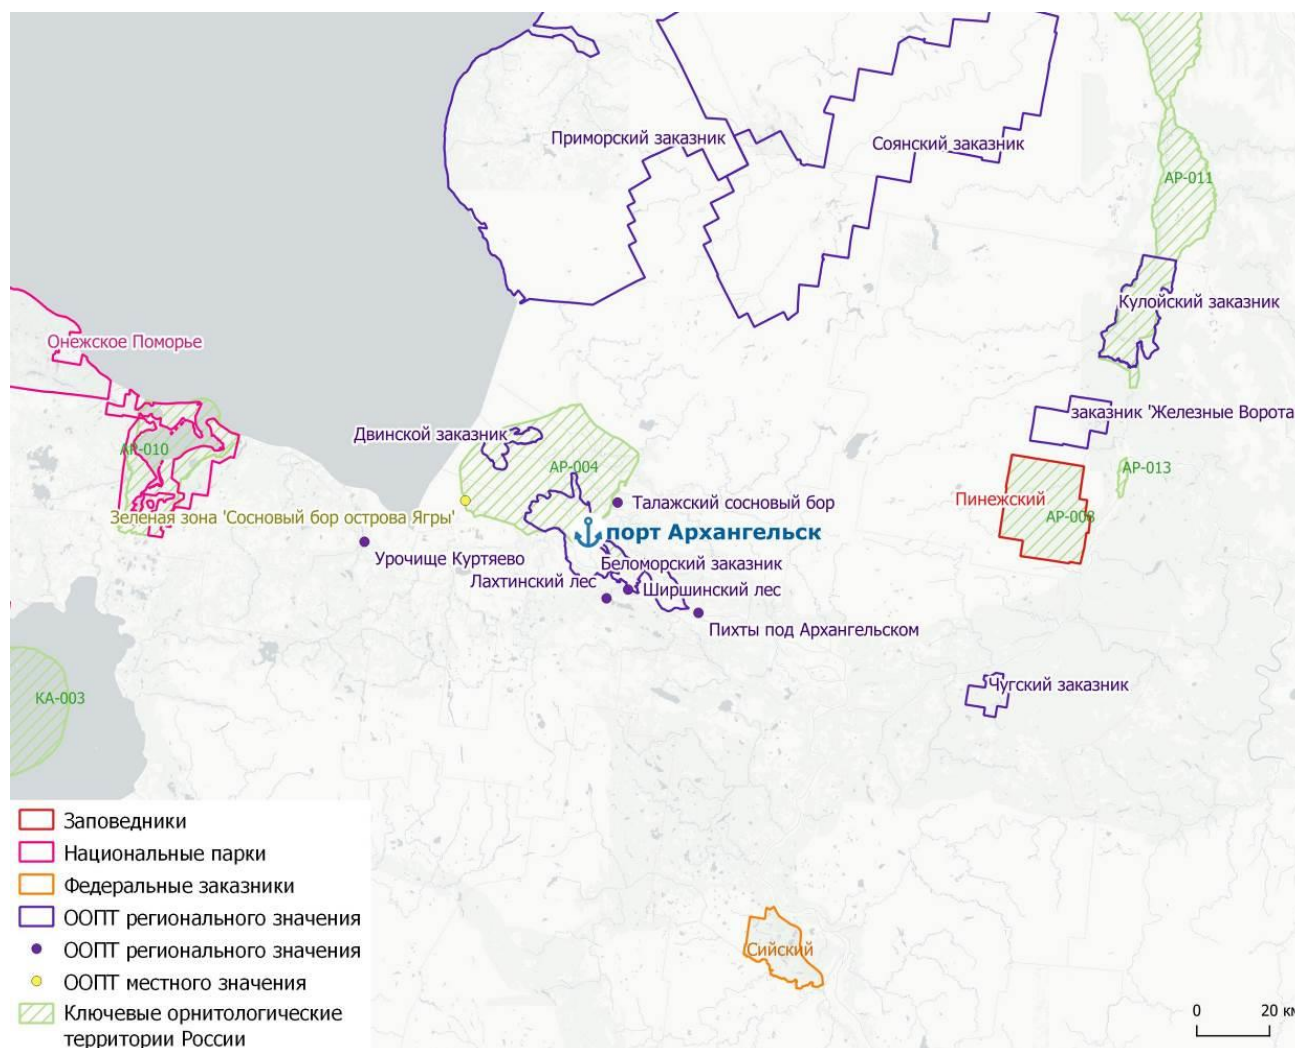 Приморский заказник
Соянский заказник
АР-011
Кулойский заказник
Онежское Поморье
заказник 'Железные Ворота
Двинской заказник
АР-010
АР-004
АР-013
Талажский сосновый бор
Пинежский
АР-008
Зеленая зона 'Сосновый бор острова Ягры'
порт Архангельск
Урочище Куртяево
Беломорский заказник
Лахтинский лес
Ширшинский лес
Пихты под Архангельском
Чугский заказник
КА-003
Заповедники
Национальные парки
Федеральные заказники
ООПТ регионального значения
ООПТ регионального значения
ООПТ местного значения
Ключевые орнитологические
территории России
Сийский
0 20 км